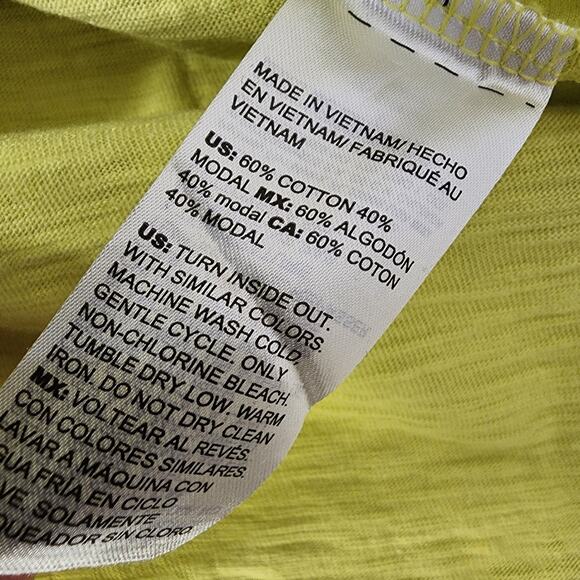 MADE IN VIETNAM/ HECHO
EN VIETNAM/ FABRIQUÉ AU
VIETNAM
US: 60% COTTON 40%
MODAL MX: 60% ALGODÓN
40% modal CA: 60% COTON
40% MODAL
US: TURN INSIDE OUT.
WITH SIMILAR COLORS.
MACHINE WASH COLD,
GENTLE CYCLE. ONLY
NON-CHLORINE BLEACH.
TUMBLE DRY LOW. WARM
IRON. DO NOT DRY CLEAN
MX: VOLTEAR AL REVÉS.
CON COLORES SIMILARES.
LAVAR A MÁQUINA CON
GUA FRÍA EN CICLO
VE. SOLAMENTE
QUEADOR SIN CLORO